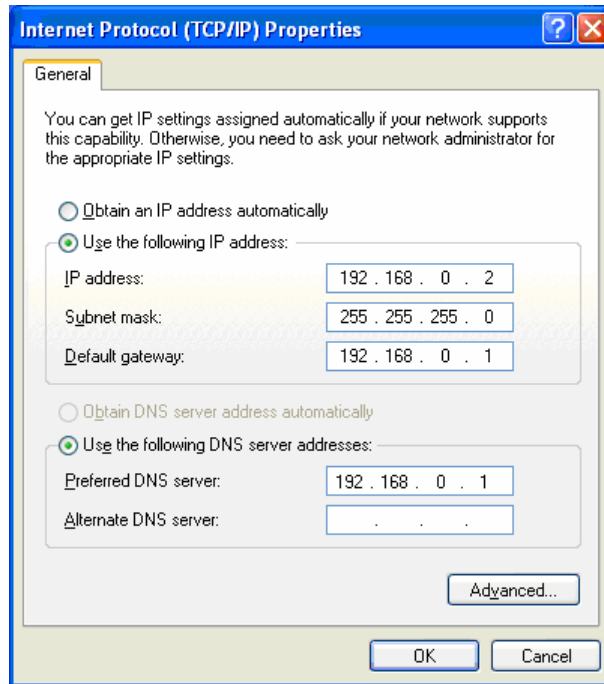 Internet Protocol (TCP/IP) Properties
General
You can get IP settings assigned automatically if your network supports
this capability. Otherwise, you need to ask your network administrator for
the appropriate IP settings.
Obtain an IP address automatically
Use the following IP address:
IP address: 192 . 168 . 0 . 2
Subnet mask: 255 . 255 . 255 . 0
Default gateway: 192 . 168 . 0 . 1
Obtain DNS server address automatically
Use the following DNS server addresses:
Preferred DNS server: 192 . 168 . 0 . 1
Alternate DNS server: . . .
Advanced...
OK Cancel